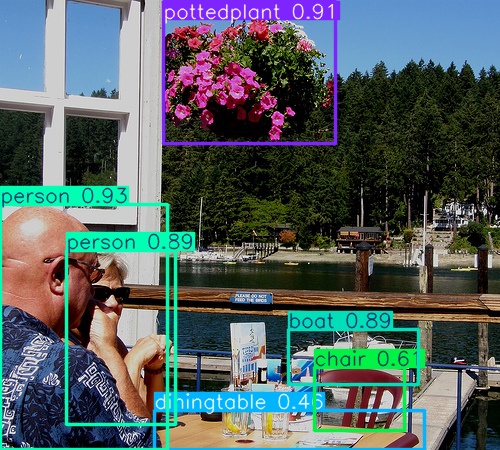 pottedplant 0.91
person 0.93
person 0.89
PLEASE DO NOT
FEED THE BIRDS
boat 0.89
chair 0.61
diningtable 0.46